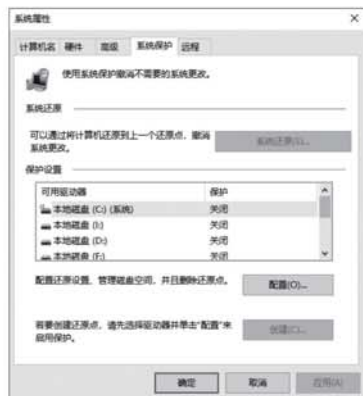 系统属性
计算机名 硬件 高级 系统保护 远程
使用系统保护撤消不需要的系统更改。
系统还原
可以通过将计算机还原到上一个还原点，撤消
系统更改。
系统还原(S)...
保护设置
可用驱动器 保护
本地磁盘 (C:) (系统) 关闭
本地磁盘 (I:) 关闭
本地磁盘 (D:) 关闭
本地磁盘 (F:) 关闭
配置还原设置、管理磁盘空间，并且删除还原点。
配置(O)...
若要创建还原点，请先选择驱动器并单击"配置"来
启用保护。
创建(C)...
确定 取消 应用(A)